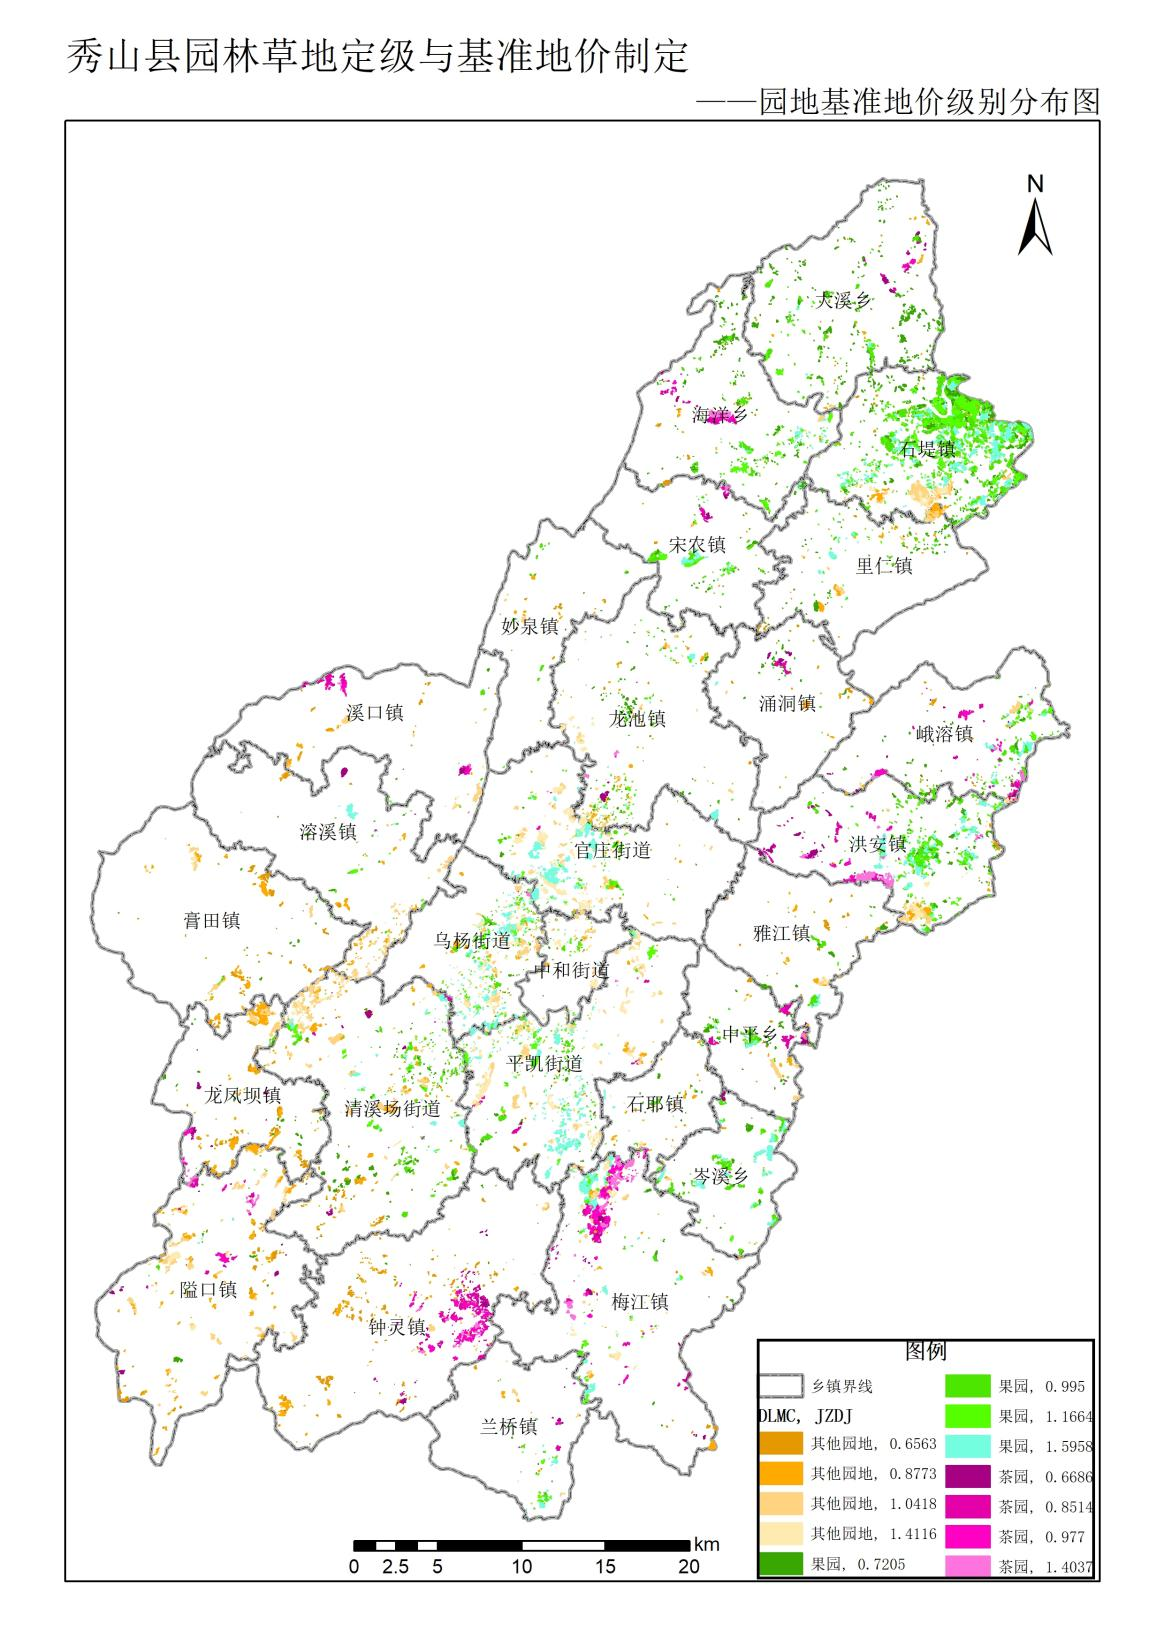 秀山县园林草地定级与基准地价制定
——园地基准地价级别分布图
N
大溪乡
海洋乡
石堤镇
宋农镇
里仁镇
妙泉镇
溪口镇
龙池镇
涌洞镇
峨溶镇
溶溪镇
官庄街道
洪安镇
膏田镇
乌杨街道
雅江镇
中和街道
中平乡
平凯街道
龙凤坝镇
清溪场街道
石耶镇
岑溪乡
隘口镇
梅江镇
钟灵镇
兰桥镇
图例
乡镇界线
DLMC, JZDJ
其他园地, 0.6563
其他园地, 0.8773
其他园地, 1.0418
其他园地, 1.4116
果园, 0.7205
果园, 0.995
果园, 1.1664
果园, 1.5958
茶园, 0.6686
茶园, 0.8514
茶园, 0.977
茶园, 1.4037
km
0 2.5 5 10 15 20